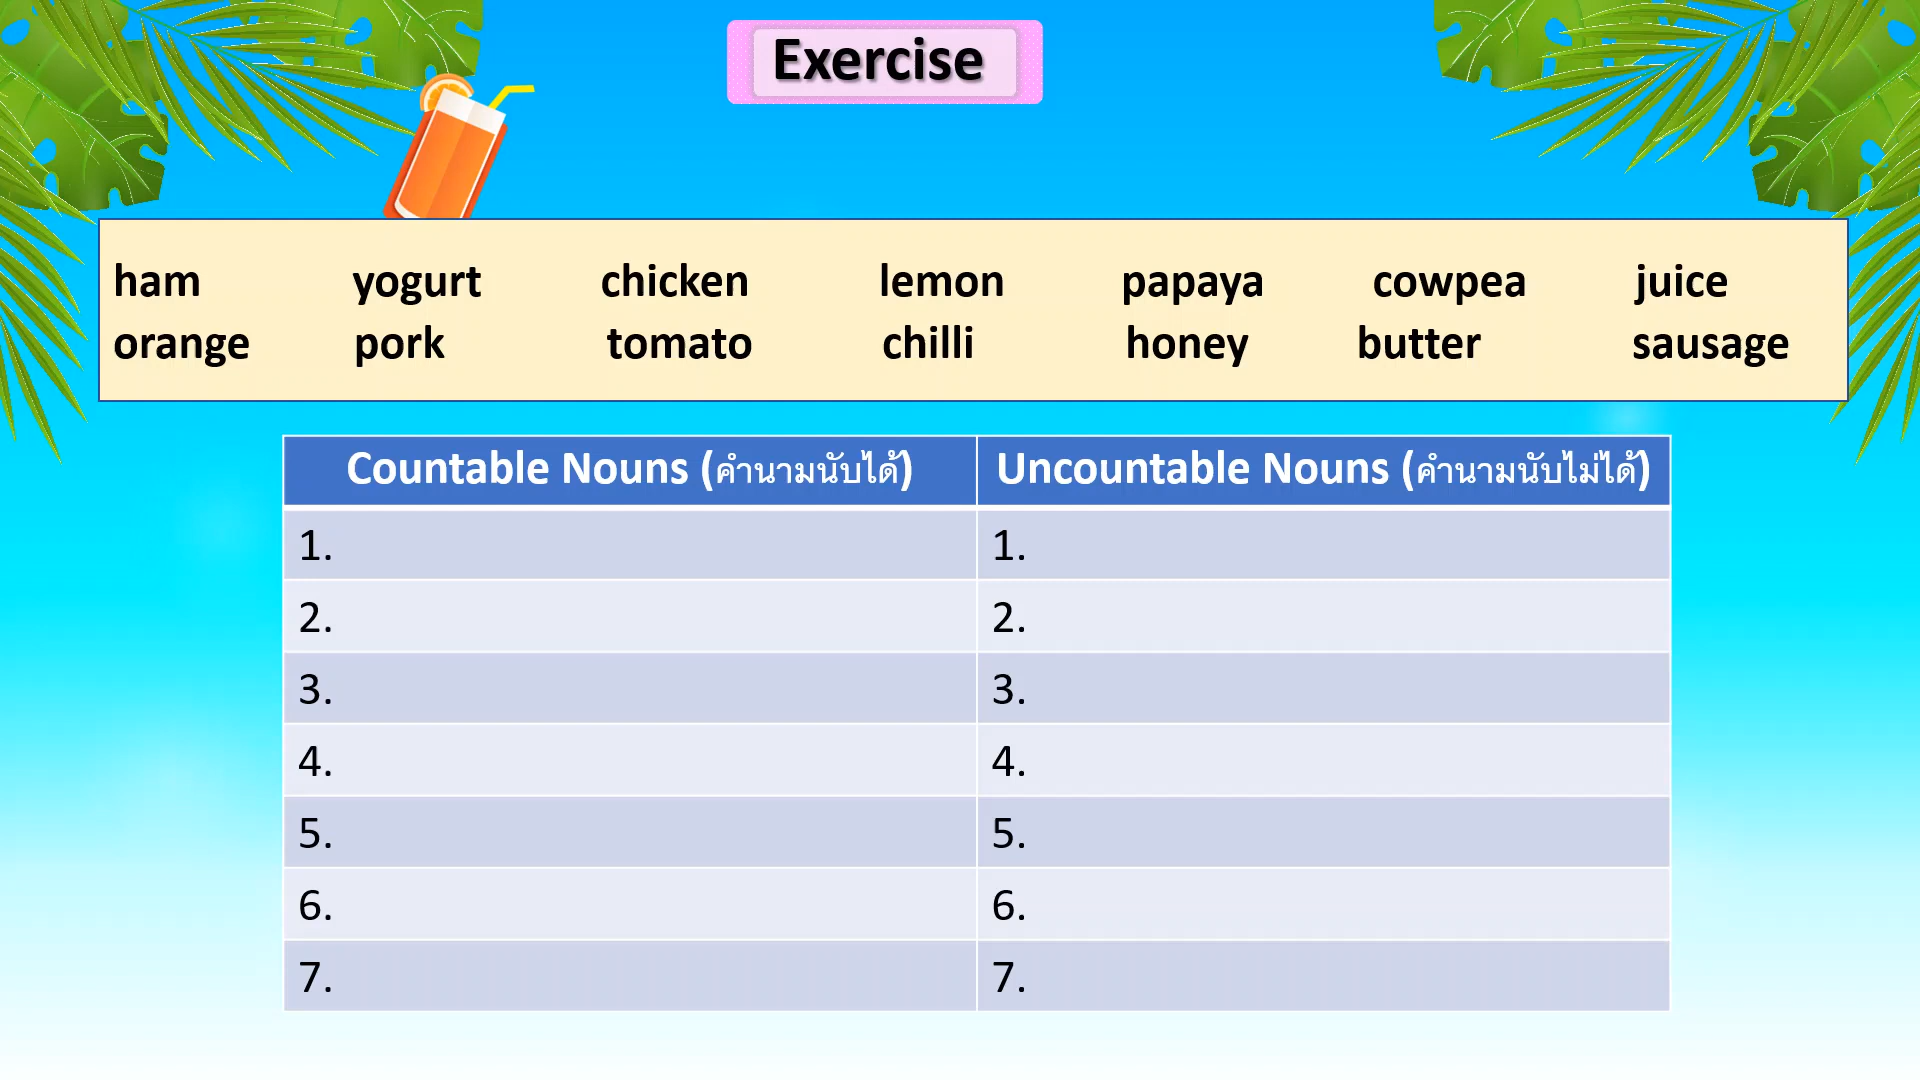 Exercise
ham yogurt chicken lemon papaya cowpea juice
orange pork tomato chilli honey butter sausage
Countable Nouns (คำนามนับได้) Uncountable Nouns (คำนามนับไม่ได้)
1. 1.
2. 2.
3. 3.
4. 4.
5. 5.
6. 6.
7. 7.